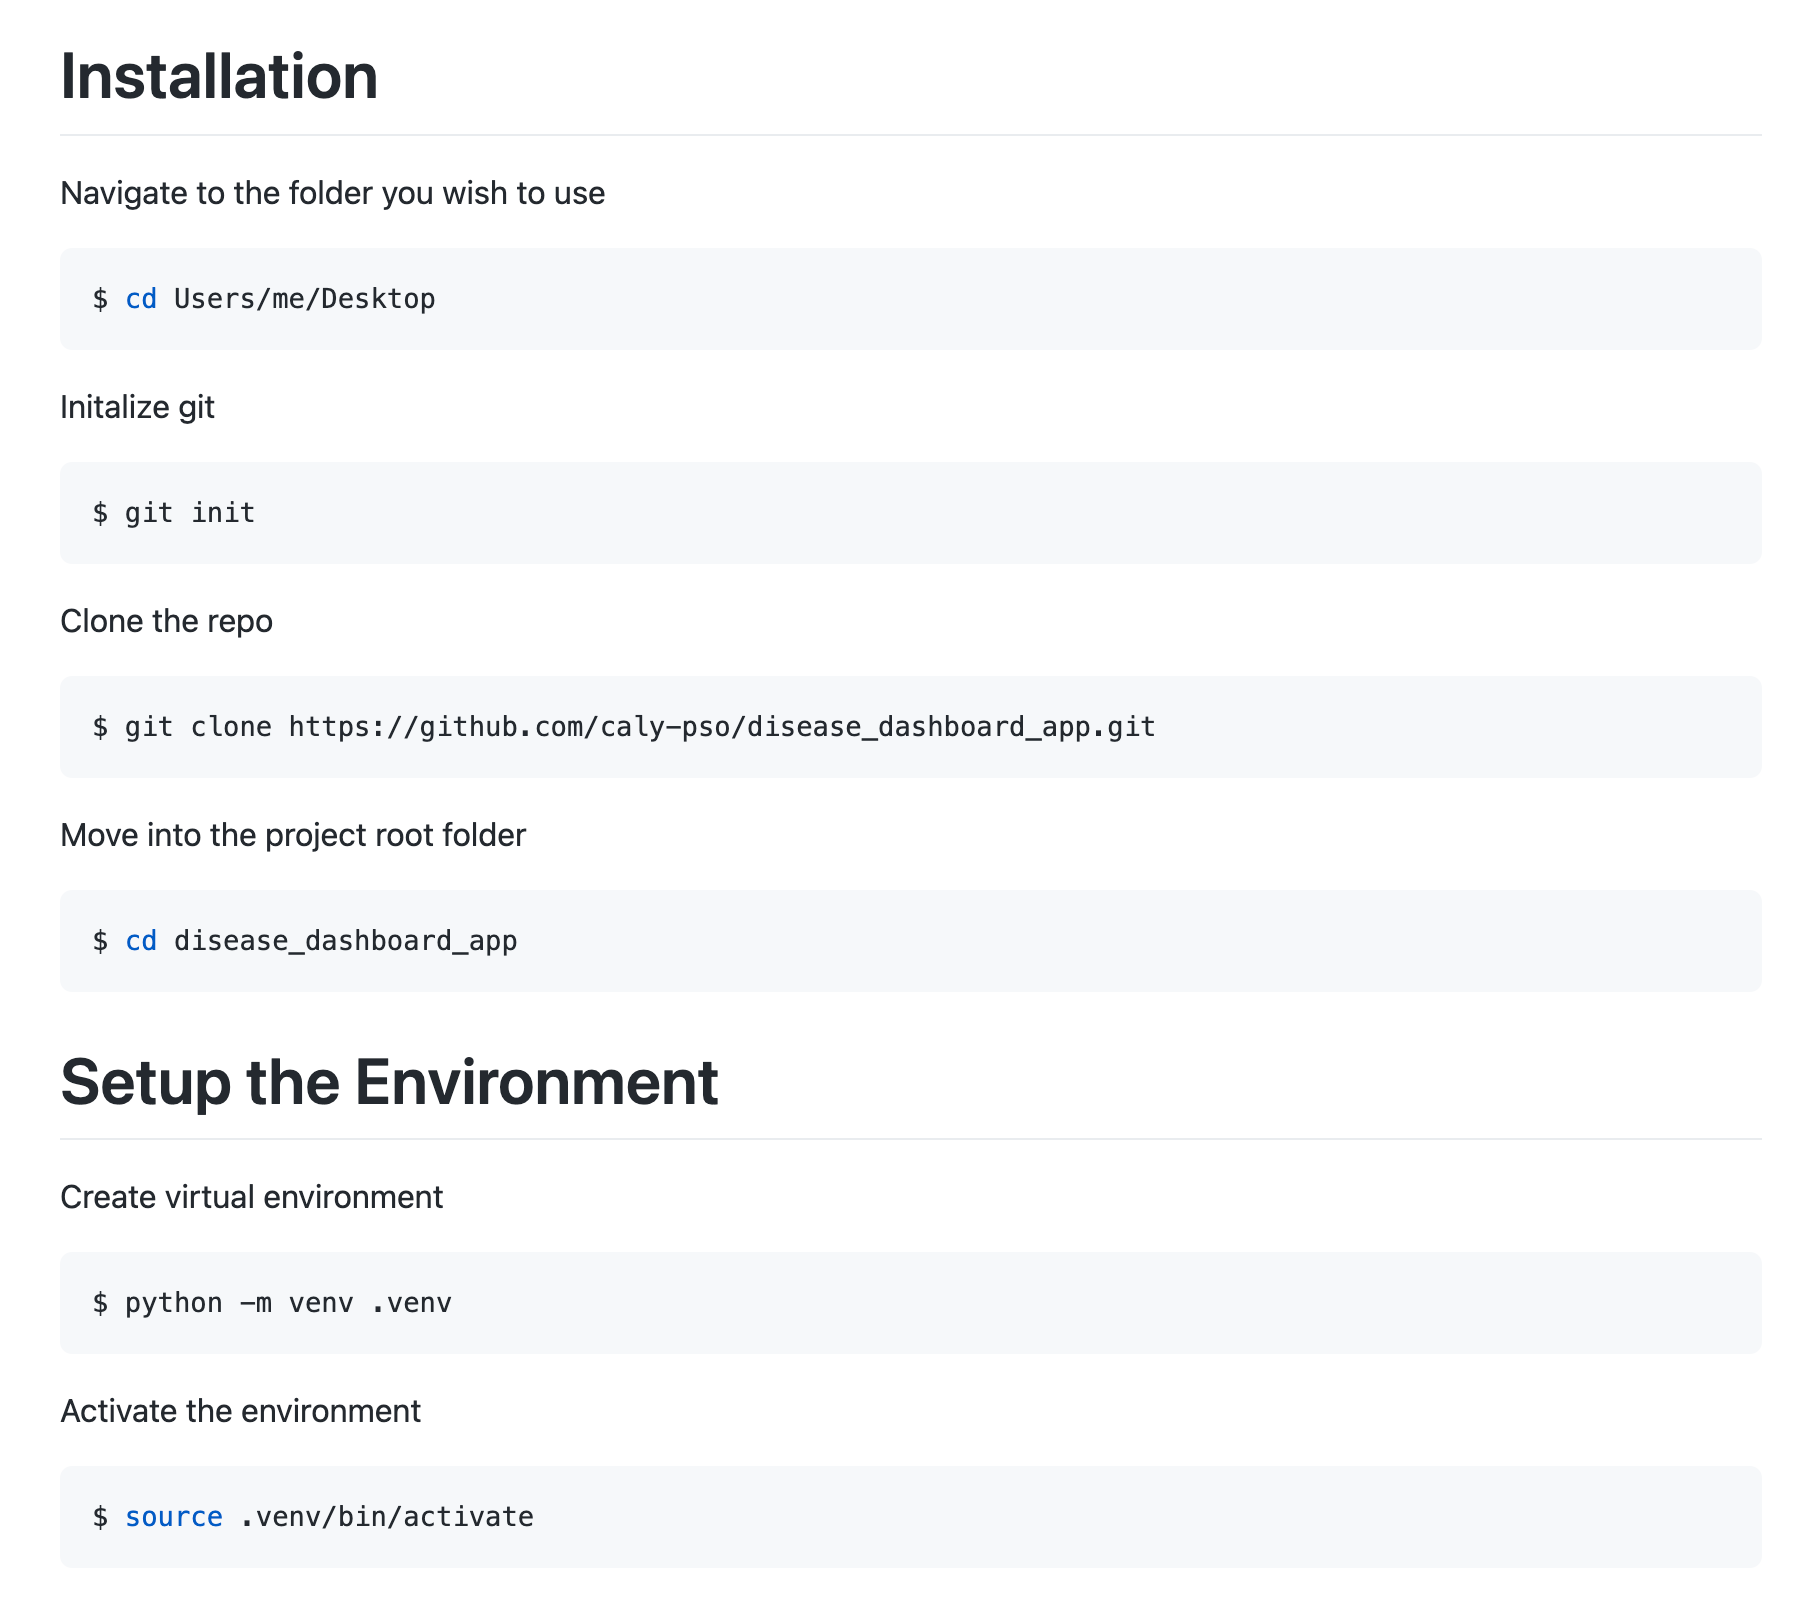 Installation
Navigate to the folder you wish to use
$ cd Users/me/Desktop
Initalize git
$ git init
Clone the repo
$ git clone https://github.com/caly-pso/disease_dashboard_app.git
Move into the project root folder
$ cd disease_dashboard_app
Setup the Environment
Create virtual environment
$ python -m venv .venv
Activate the environment
$ source .venv/bin/activate